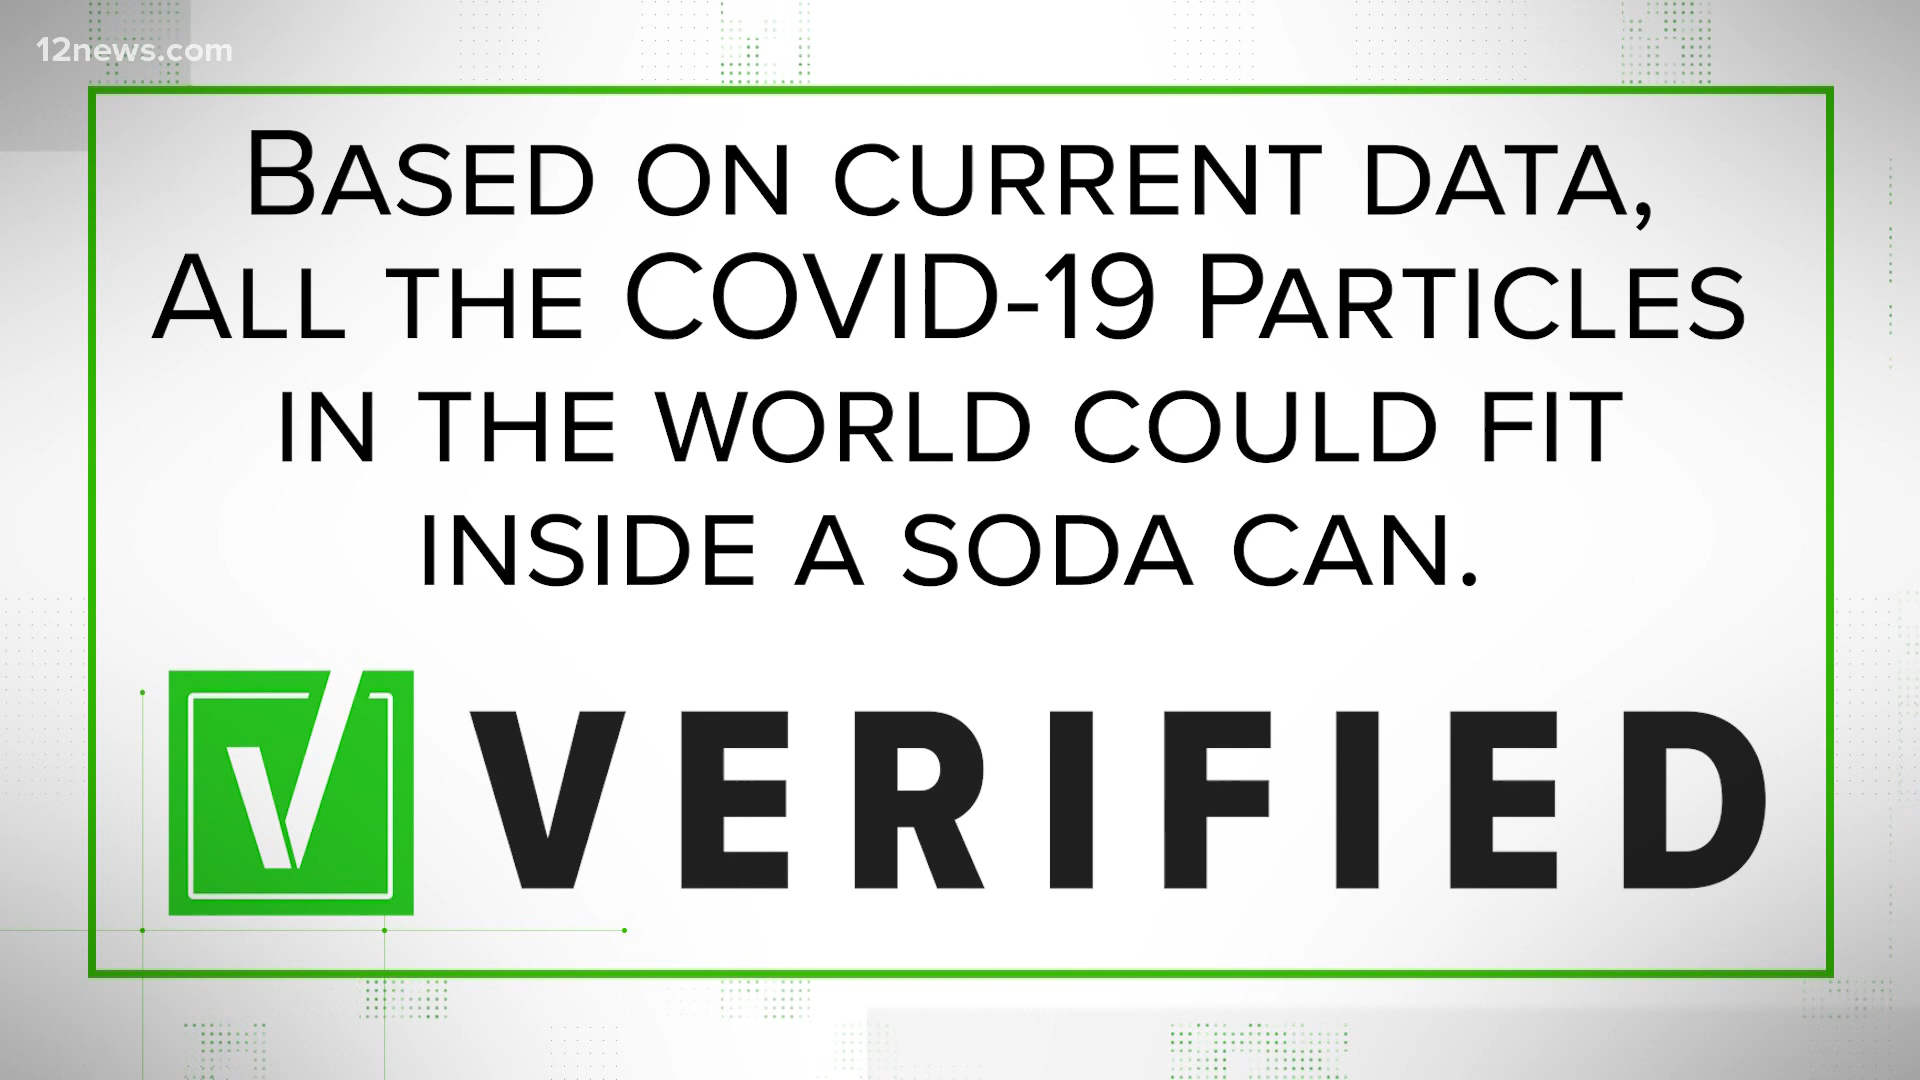 12news.com
BASED ON CURRENT DATA,
ALL THE COVID-19 PARTICLES
IN THE WORLD COULD FIT
INSIDE A SODA CAN.
VERIFIED